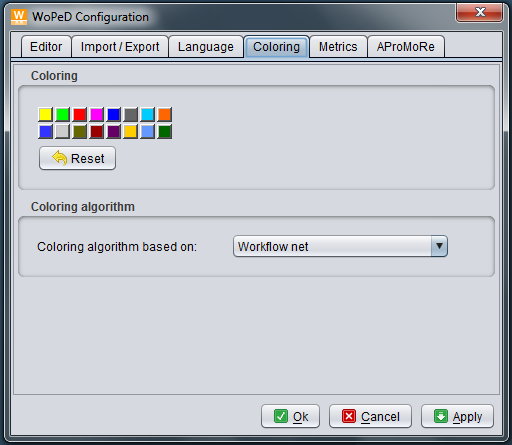 WoPeD Configuration
Editor Import / Export Language Coloring Metrics AProMoRe
Coloring
Reset
Coloring algorithm
Coloring algorithm based on: Workflow net
Ok Cancel Apply